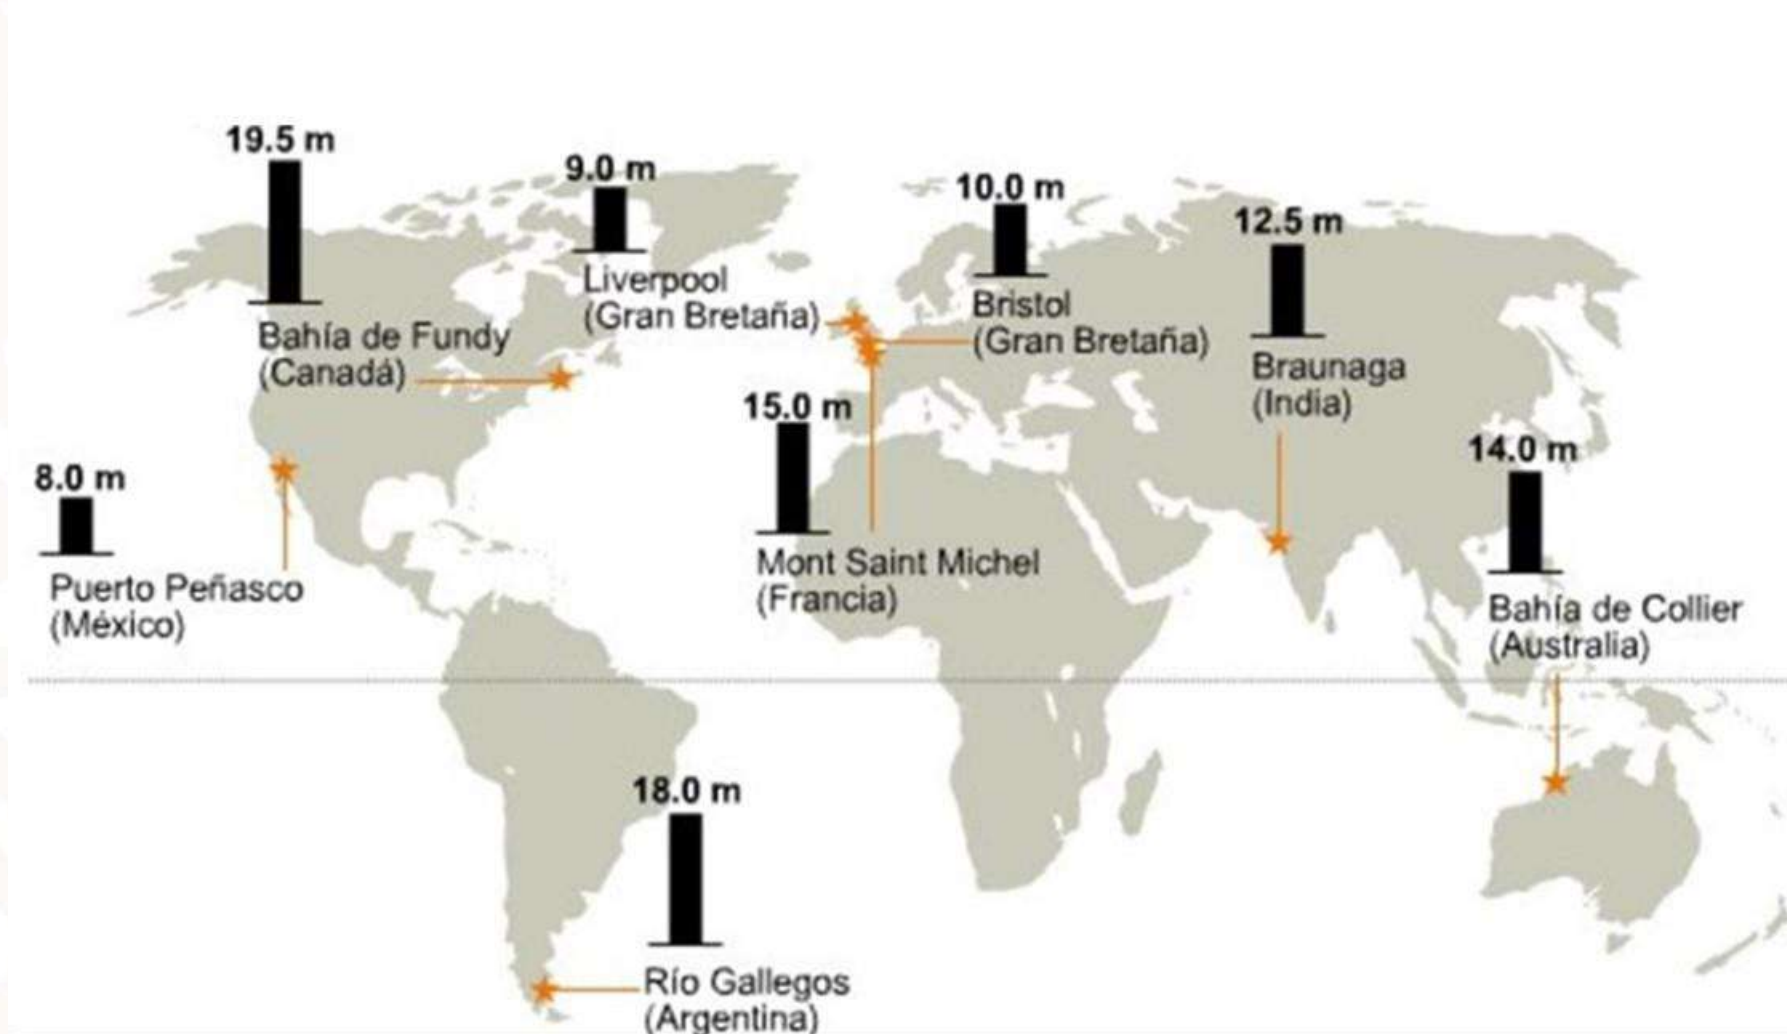 19.5 m
Bahía de Fundy
(Canadá)
9.0 m
Liverpool
(Gran Bretaña)
10.0 m
Bristol
(Gran Bretaña)
12.5 m
Braunaga
(India)
8.0 m
Puerto Peñasco
(México)
15.0 m
Mont Saint Michel
(Francia)
14.0 m
Bahía de Collier
(Australia)
18.0 m
Río Gallegos
(Argentina)